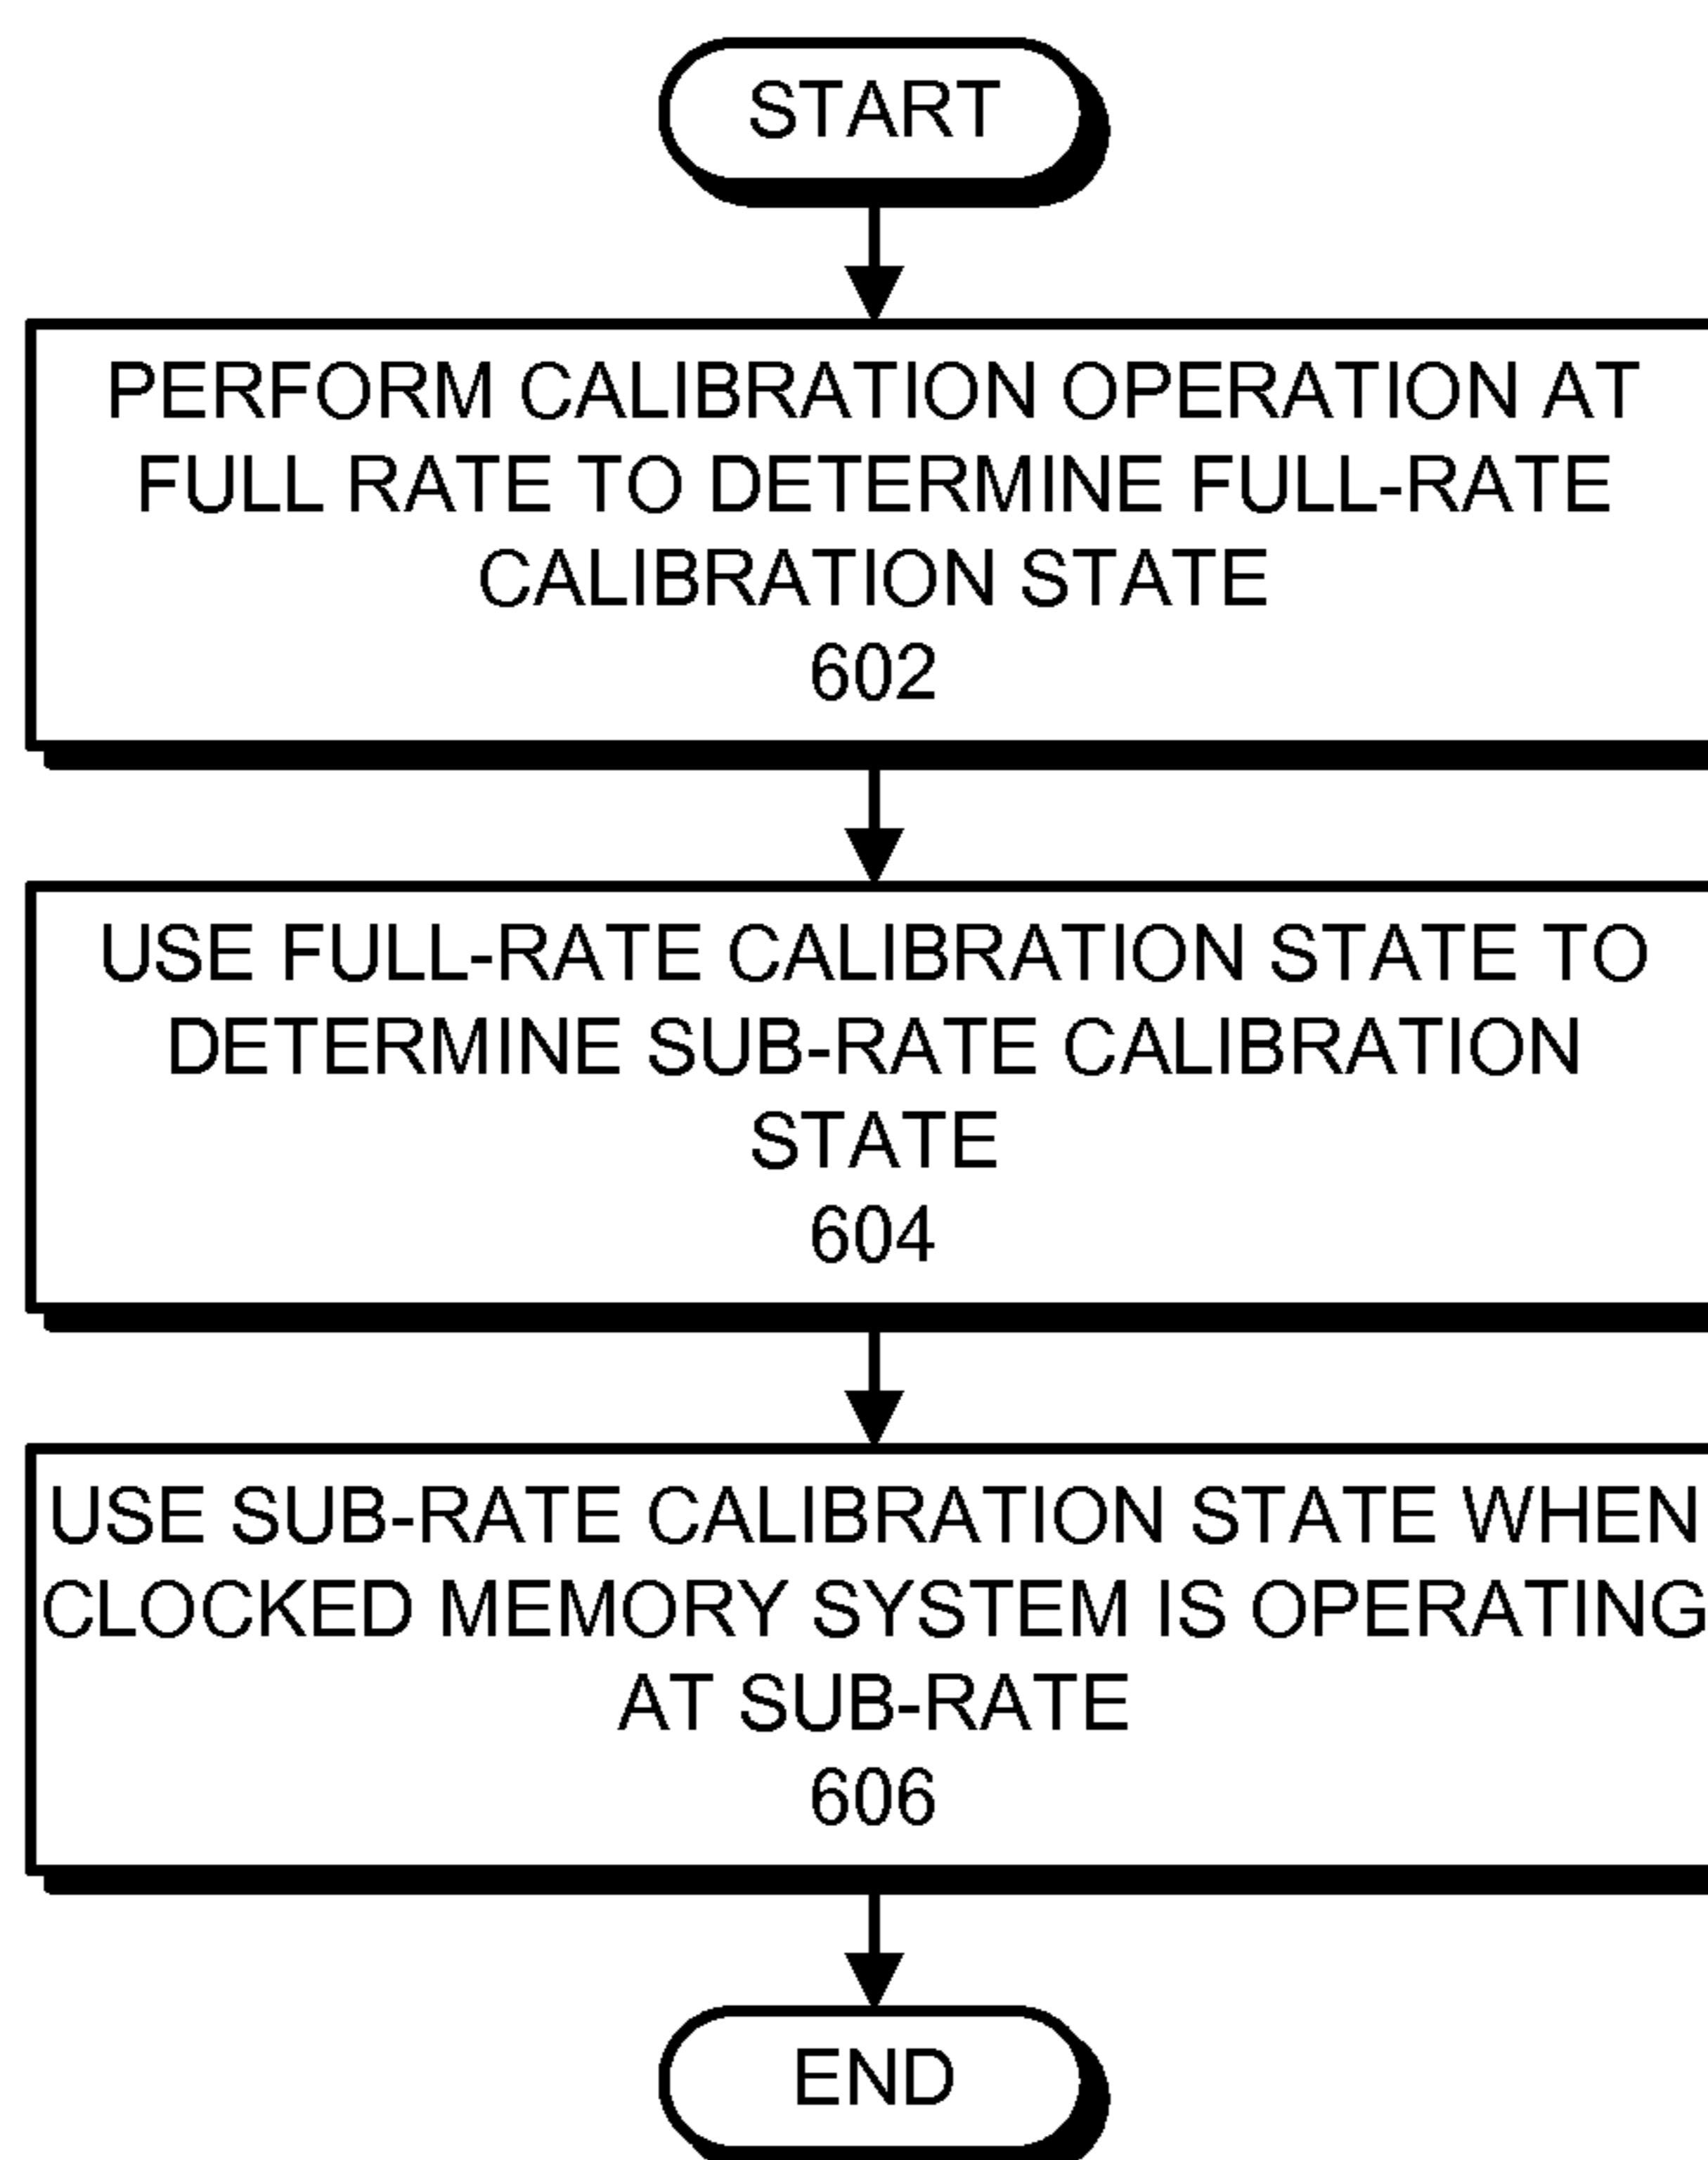 START
PERFORM CALIBRATION OPERATION AT
FULL RATE TO DETERMINE FULL-RATE
CALIBRATION STATE
602
USE FULL-RATE CALIBRATION STATE TO
DETERMINE SUB-RATE CALIBRATION
STATE
604
USE SUB-RATE CALIBRATION STATE WHEN
CLOCKED MEMORY SYSTEM IS OPERATING
AT SUB-RATE
606
END